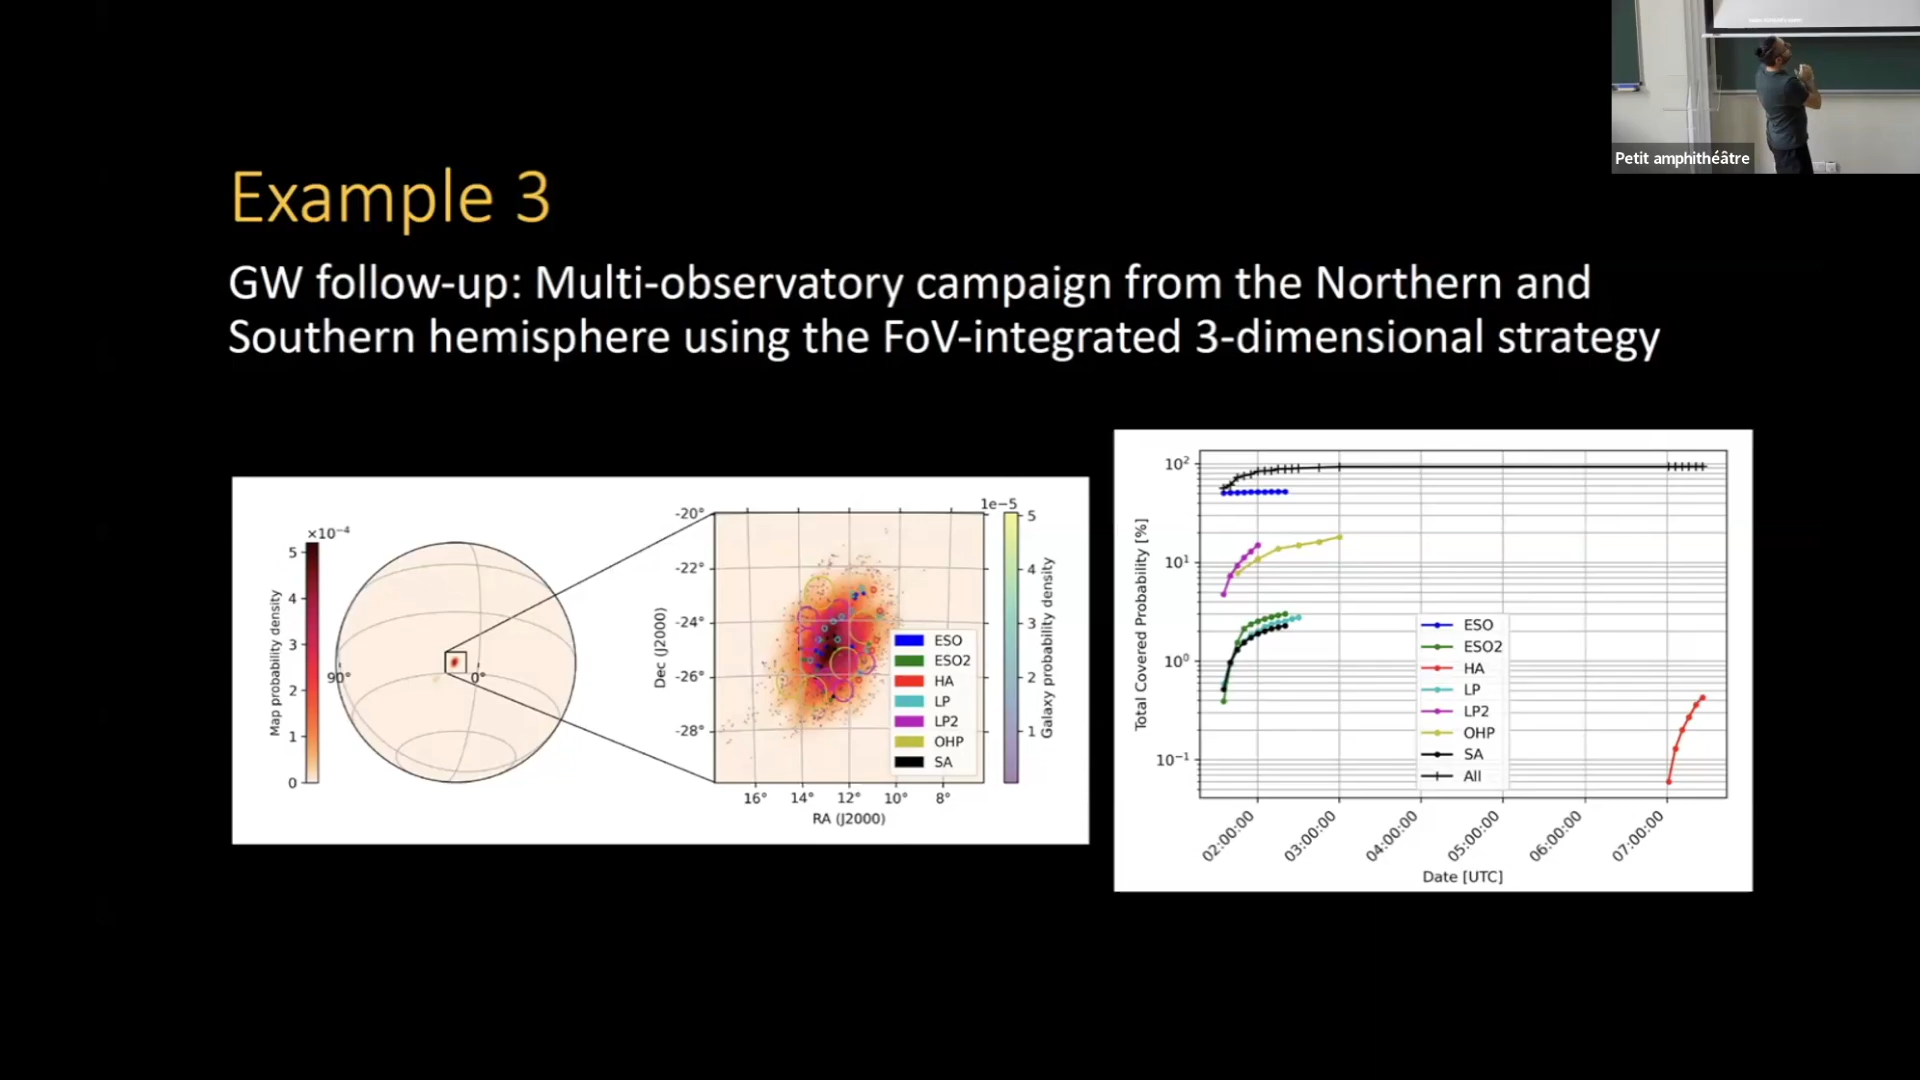 Petit amphithéâtre
Example 3
GW follow-up: Multi-observatory campaign from the Northern and
Southern hemisphere using the FoV-integrated 3-dimensional strategy
×10⁻⁴
5
4
3
2
1
0
Map probability density
90°
0°
-20°
-22°
-24°
-26°
-28°
Dec (J2000)
16°
14°
12°
10°
8°
RA (J2000)
ESO
ESO2
HA
LP
LP2
OHP
SA
1e−5
5
4
3
2
1
Galaxy probability density
10²
10¹
10⁰
10⁻¹
Total Covered Probability [%]
ESO
ESO2
HA
LP
LP2
OHP
SA
All
02:00:00
03:00:00
04:00:00
05:00:00
06:00:00
07:00:00
Date [UTC]